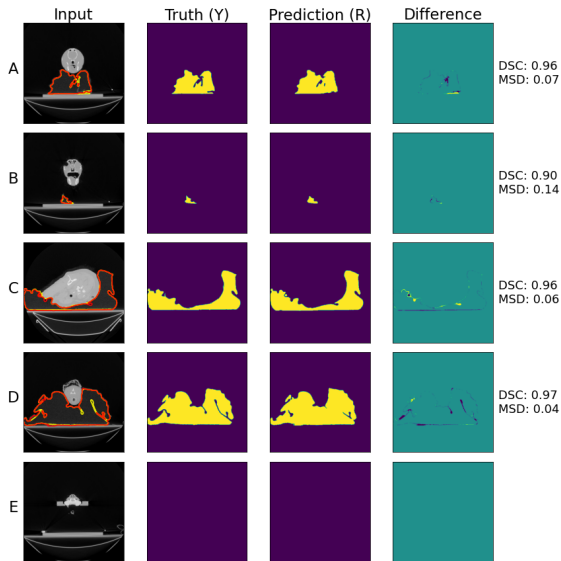 Input Truth (Y) Prediction (R) Difference
A
DSC: 0.96
MSD: 0.07
B
DSC: 0.90
MSD: 0.14
C
DSC: 0.96
MSD: 0.06
D
DSC: 0.97
MSD: 0.04
E